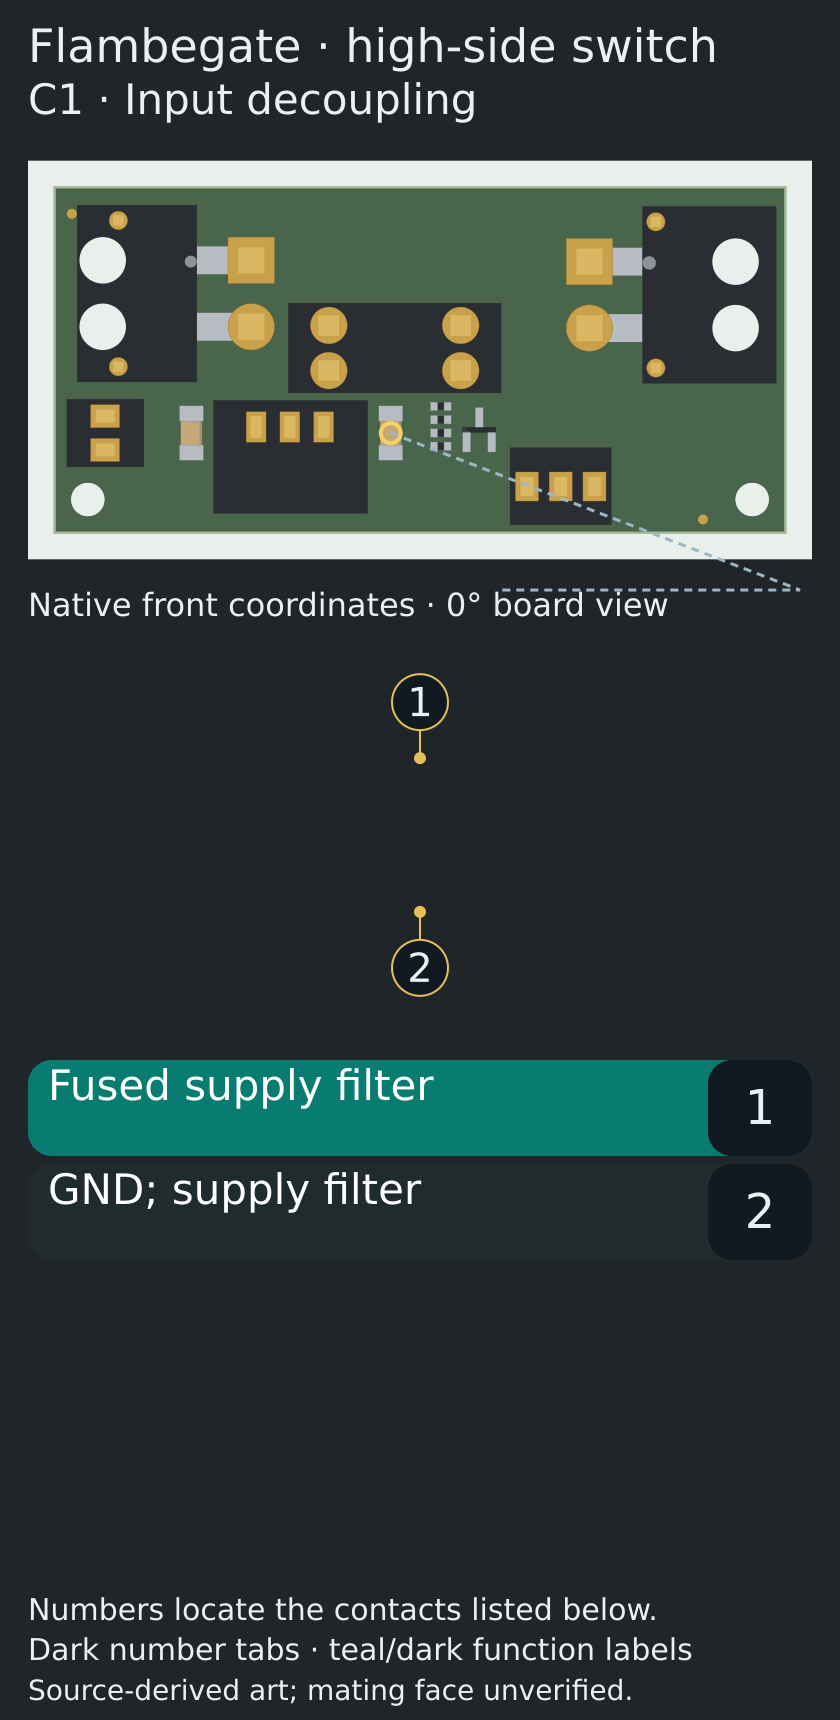 Flambegate · high-side switch
C1 · Input decoupling
Native front coordinates · 0° board view
1
2
Fused supply filter 1
GND; supply filter 2
Numbers locate the contacts listed below.
Dark number tabs · teal/dark function labels
Source-derived art; mating face unverified.